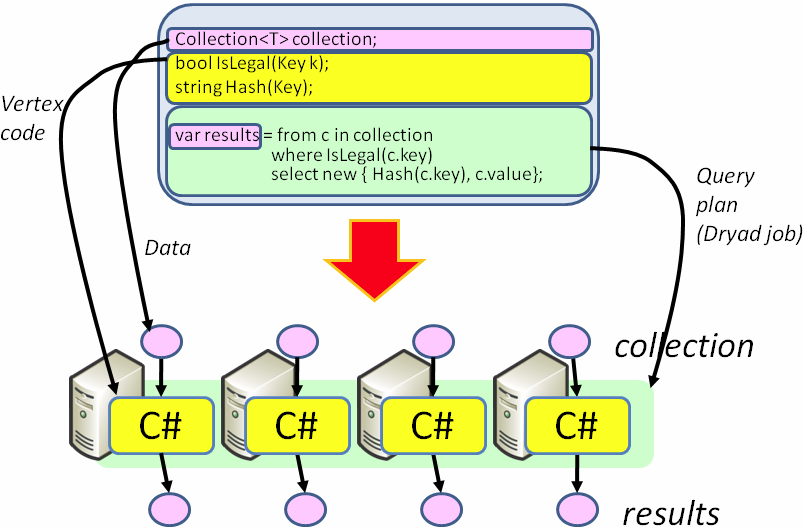 Collection<T> collection;
bool IsLegal(Key k);
string Hash(Key);
var results = from c in collection
where IsLegal(c.key)
select new { Hash(c.key), c.value};
Vertex
code
Data
Query
plan
(Dryad job)
collection
C# C# C# C#
results